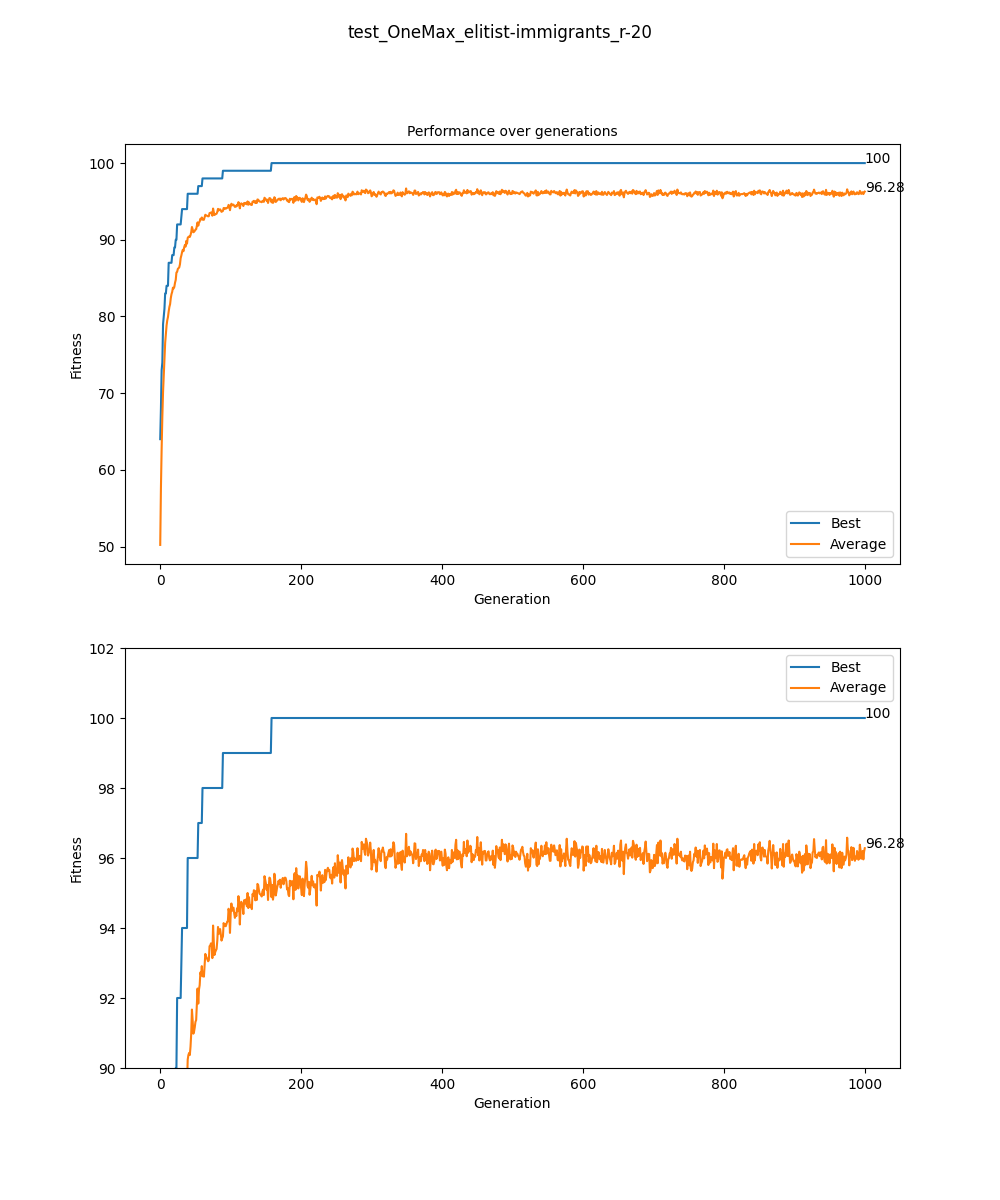 test_OneMax_elitist-immigrants_r-20
Performance over generations
100
96.28
100
90
80
70
60
50
Fitness
Best
Average
0 200 400 600 800 1000
Generation
102
100
98
96
94
92
90
Fitness
Best
Average
100
96.28
0 200 400 600 800 1000
Generation